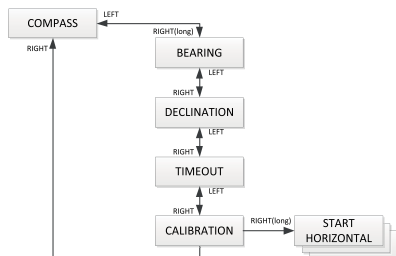 COMPASS
LEFT
RIGHT(long)
RIGHT
BEARING
LEFT
RIGHT
DECLINATION
LEFT
RIGHT
TIMEOUT
LEFT
RIGHT
CALIBRATION
RIGHT(long)
START
HORIZONTAL